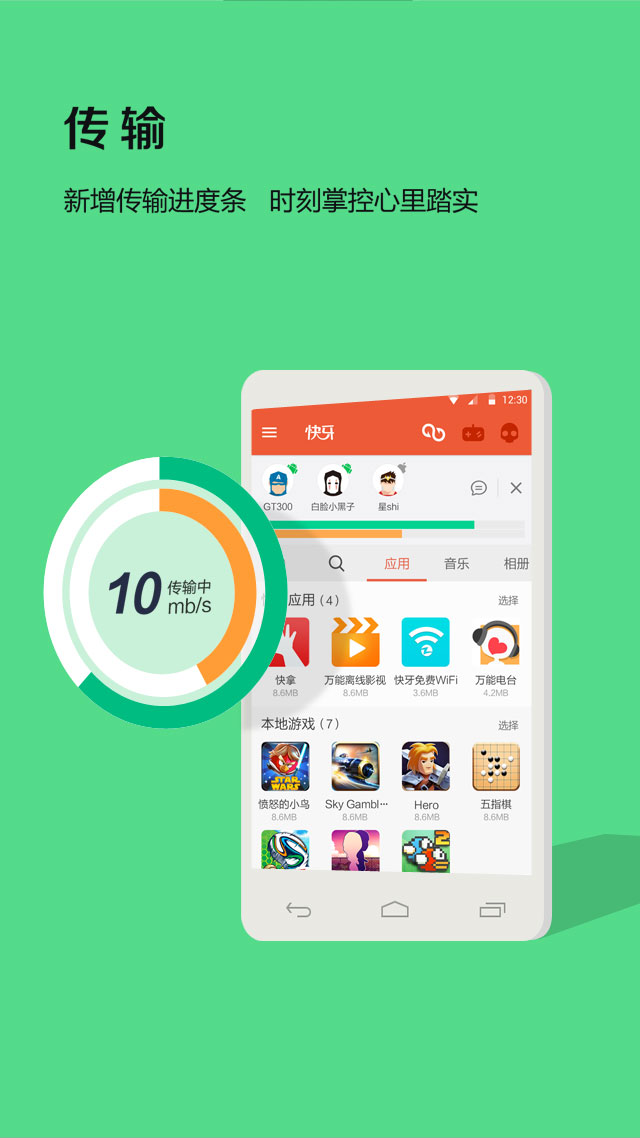 传输
新增传输进度条 时刻掌控心里踏实
12:30
快牙
GT300 白脸小黑子 星shi
应用 音乐 相册
应用 (4) 选择
快拿 万能离线影视 快牙免费WiFi 万能电台
8.6MB 8.6MB 3.6MB 4.2MB
10 传输中
mb/s
本地游戏 (7) 选择
STAR WARS
愤怒的小鸟 Sky Gambl… Hero 五指棋
8.6MB 8.6MB 8.6MB 8.6MB
2